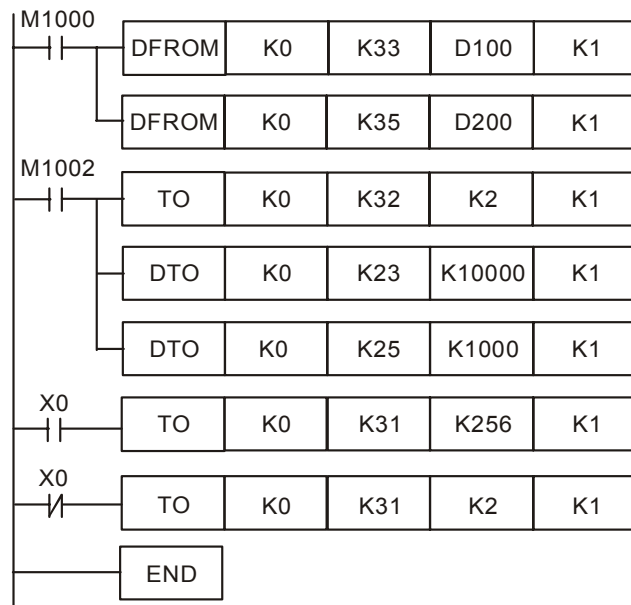 M1000
DFROM K0 K33 D100 K1
DFROM K0 K35 D200 K1
M1002
TO K0 K32 K2 K1
DTO K0 K23 K10000 K1
DTO K0 K25 K1000 K1
X0
TO K0 K31 K256 K1
X0
TO K0 K31 K2 K1
END